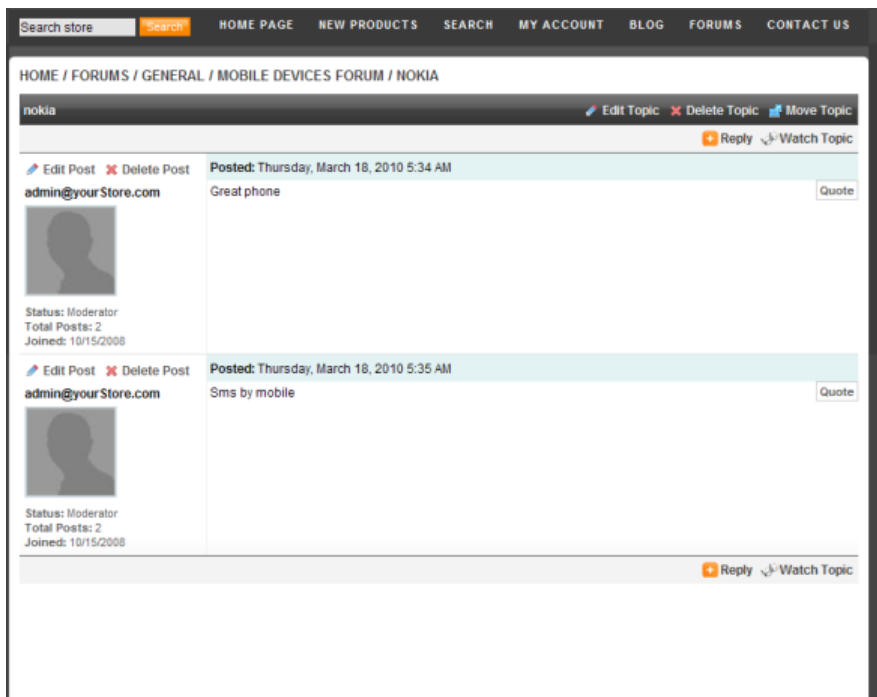 Search store Search HOME PAGE NEW PRODUCTS SEARCH MY ACCOUNT BLOG FORUMS CONTACT US
HOME / FORUMS / GENERAL / MOBILE DEVICES FORUM / NOKIA
nokia Edit Topic Delete Topic Move Topic
Reply Watch Topic
Edit Post Delete Post Posted: Thursday, March 18, 2010 5:34 AM
admin@yourStore.com Great phone Quote
Status: Moderator
Total Posts: 2
Joined: 10/15/2008
Edit Post Delete Post Posted: Thursday, March 18, 2010 5:35 AM
admin@yourStore.com Sms by mobile Quote
Status: Moderator
Total Posts: 2
Joined: 10/15/2008
Reply Watch Topic